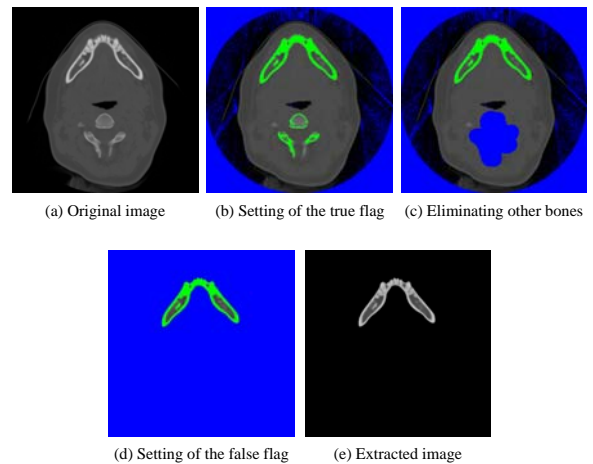 (a) Original image
(b) Setting of the true flag
(c) Eliminating other bones
(d) Setting of the false flag
(e) Extracted image